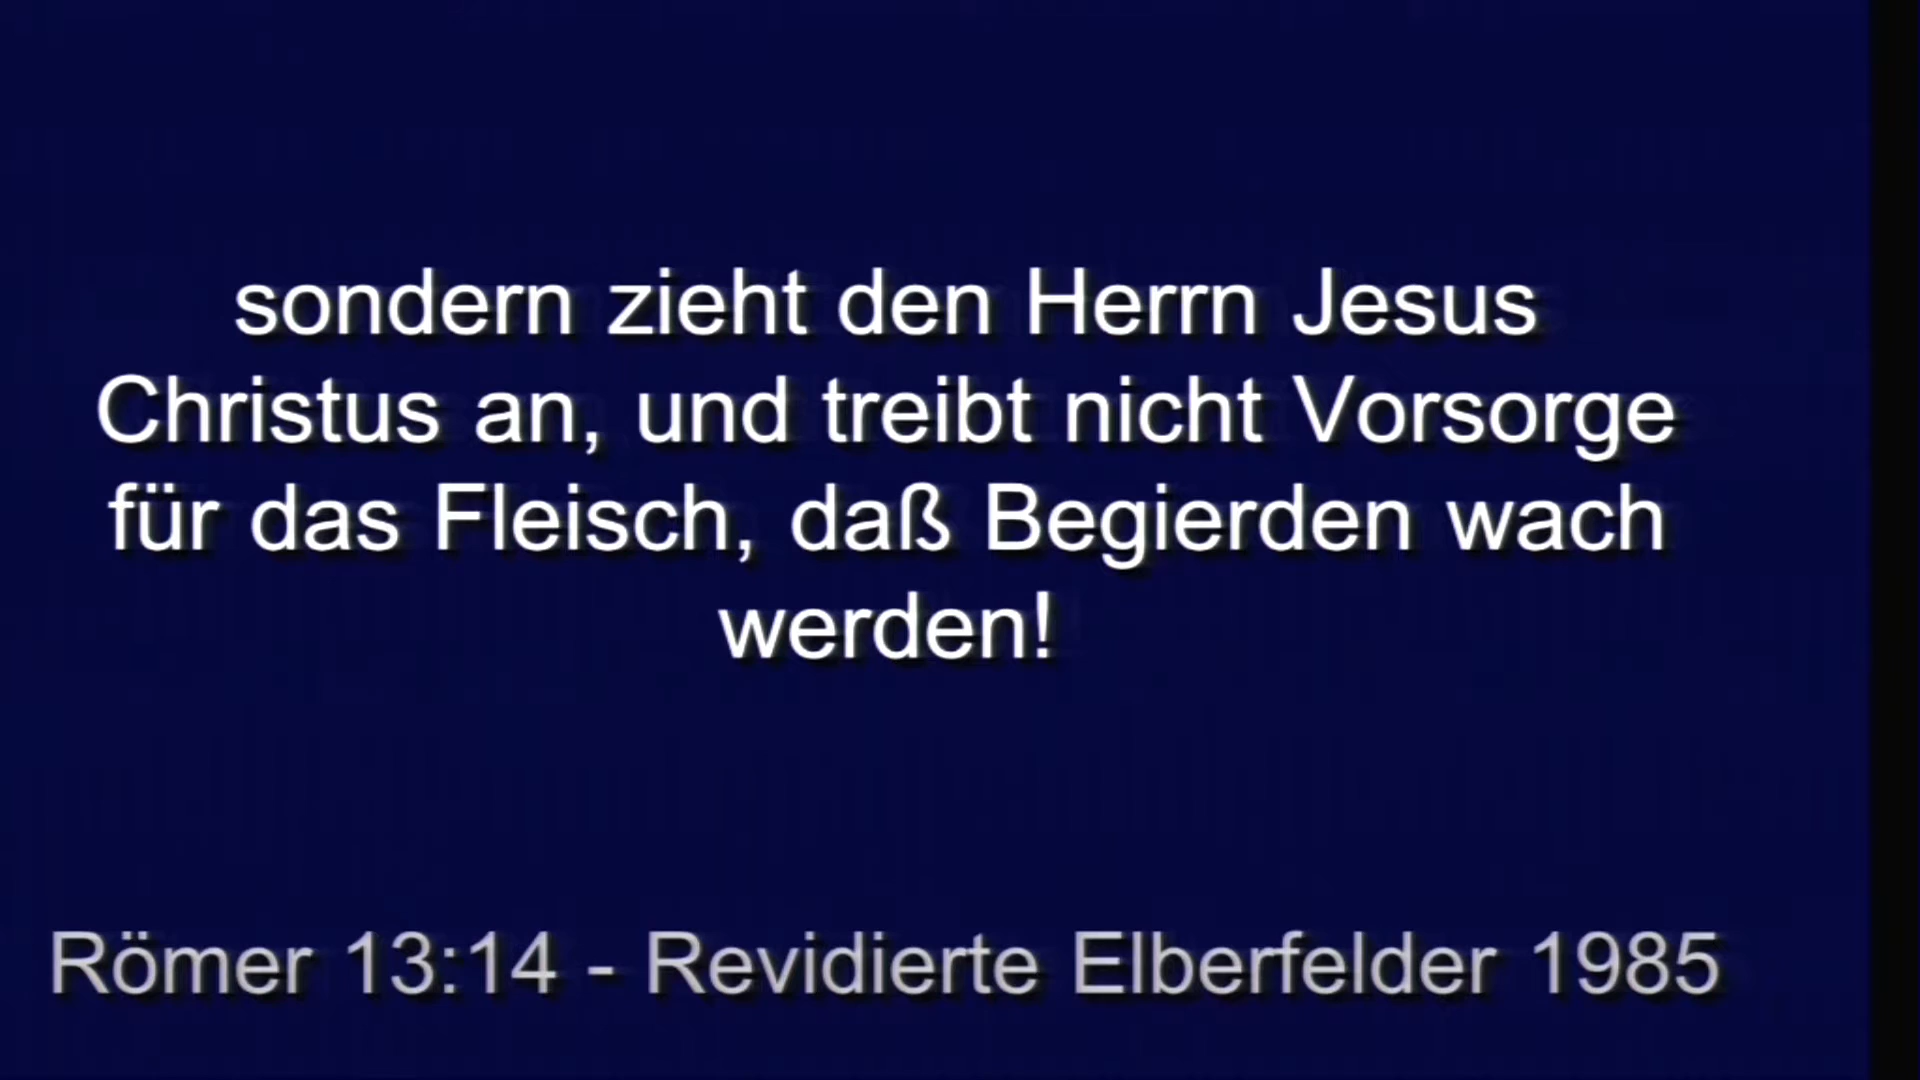 sondern zieht den Herrn Jesus
Christus an, und treibt nicht Vorsorge
für das Fleisch, daß Begierden wach
werden!
Römer 13:14 - Revidierte Elberfelder 1985